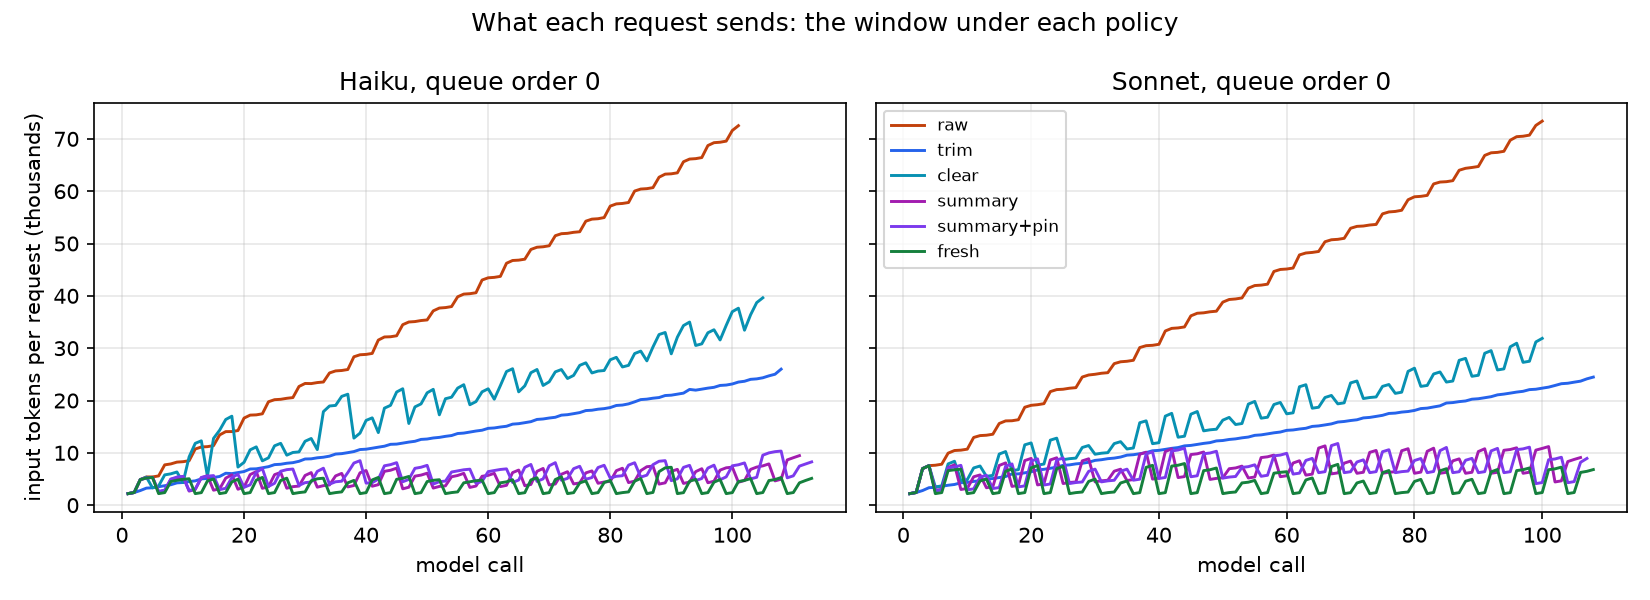 What each request sends: the window under each policy
Haiku, queue order 0
input tokens per request (thousands)
70
60
50
40
30
20
10
0
0 20 40 60 80 100
model call
Sonnet, queue order 0
raw
trim
clear
summary
summary+pin
fresh
0 20 40 60 80 100
model call